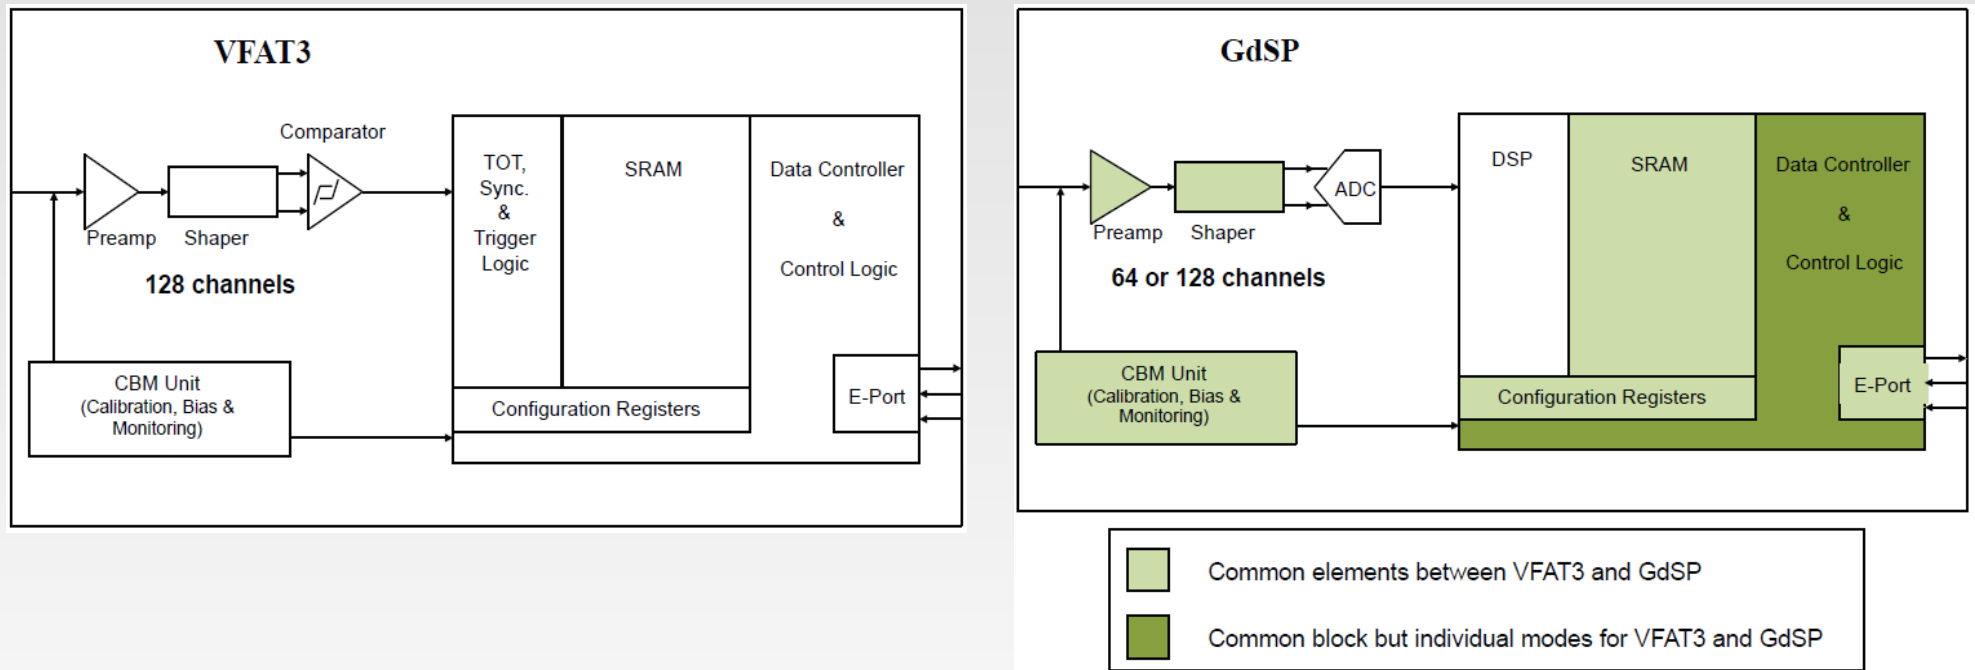 VFAT3
Comparator
Preamp
Shaper
128 channels
TOT,
Sync.
&
Trigger
Logic
SRAM
Data Controller
&
Control Logic
CBM Unit
(Calibration, Bias &
Monitoring)
Configuration Registers
E-Port
GdSP
Preamp
Shaper
ADC
64 or 128 channels
DSP
SRAM
Data Controller
&
Control Logic
CBM Unit
(Calibration, Bias &
Monitoring)
Configuration Registers
E-Port
Common elements between VFAT3 and GdSP
Common block but individual modes for VFAT3 and GdSP